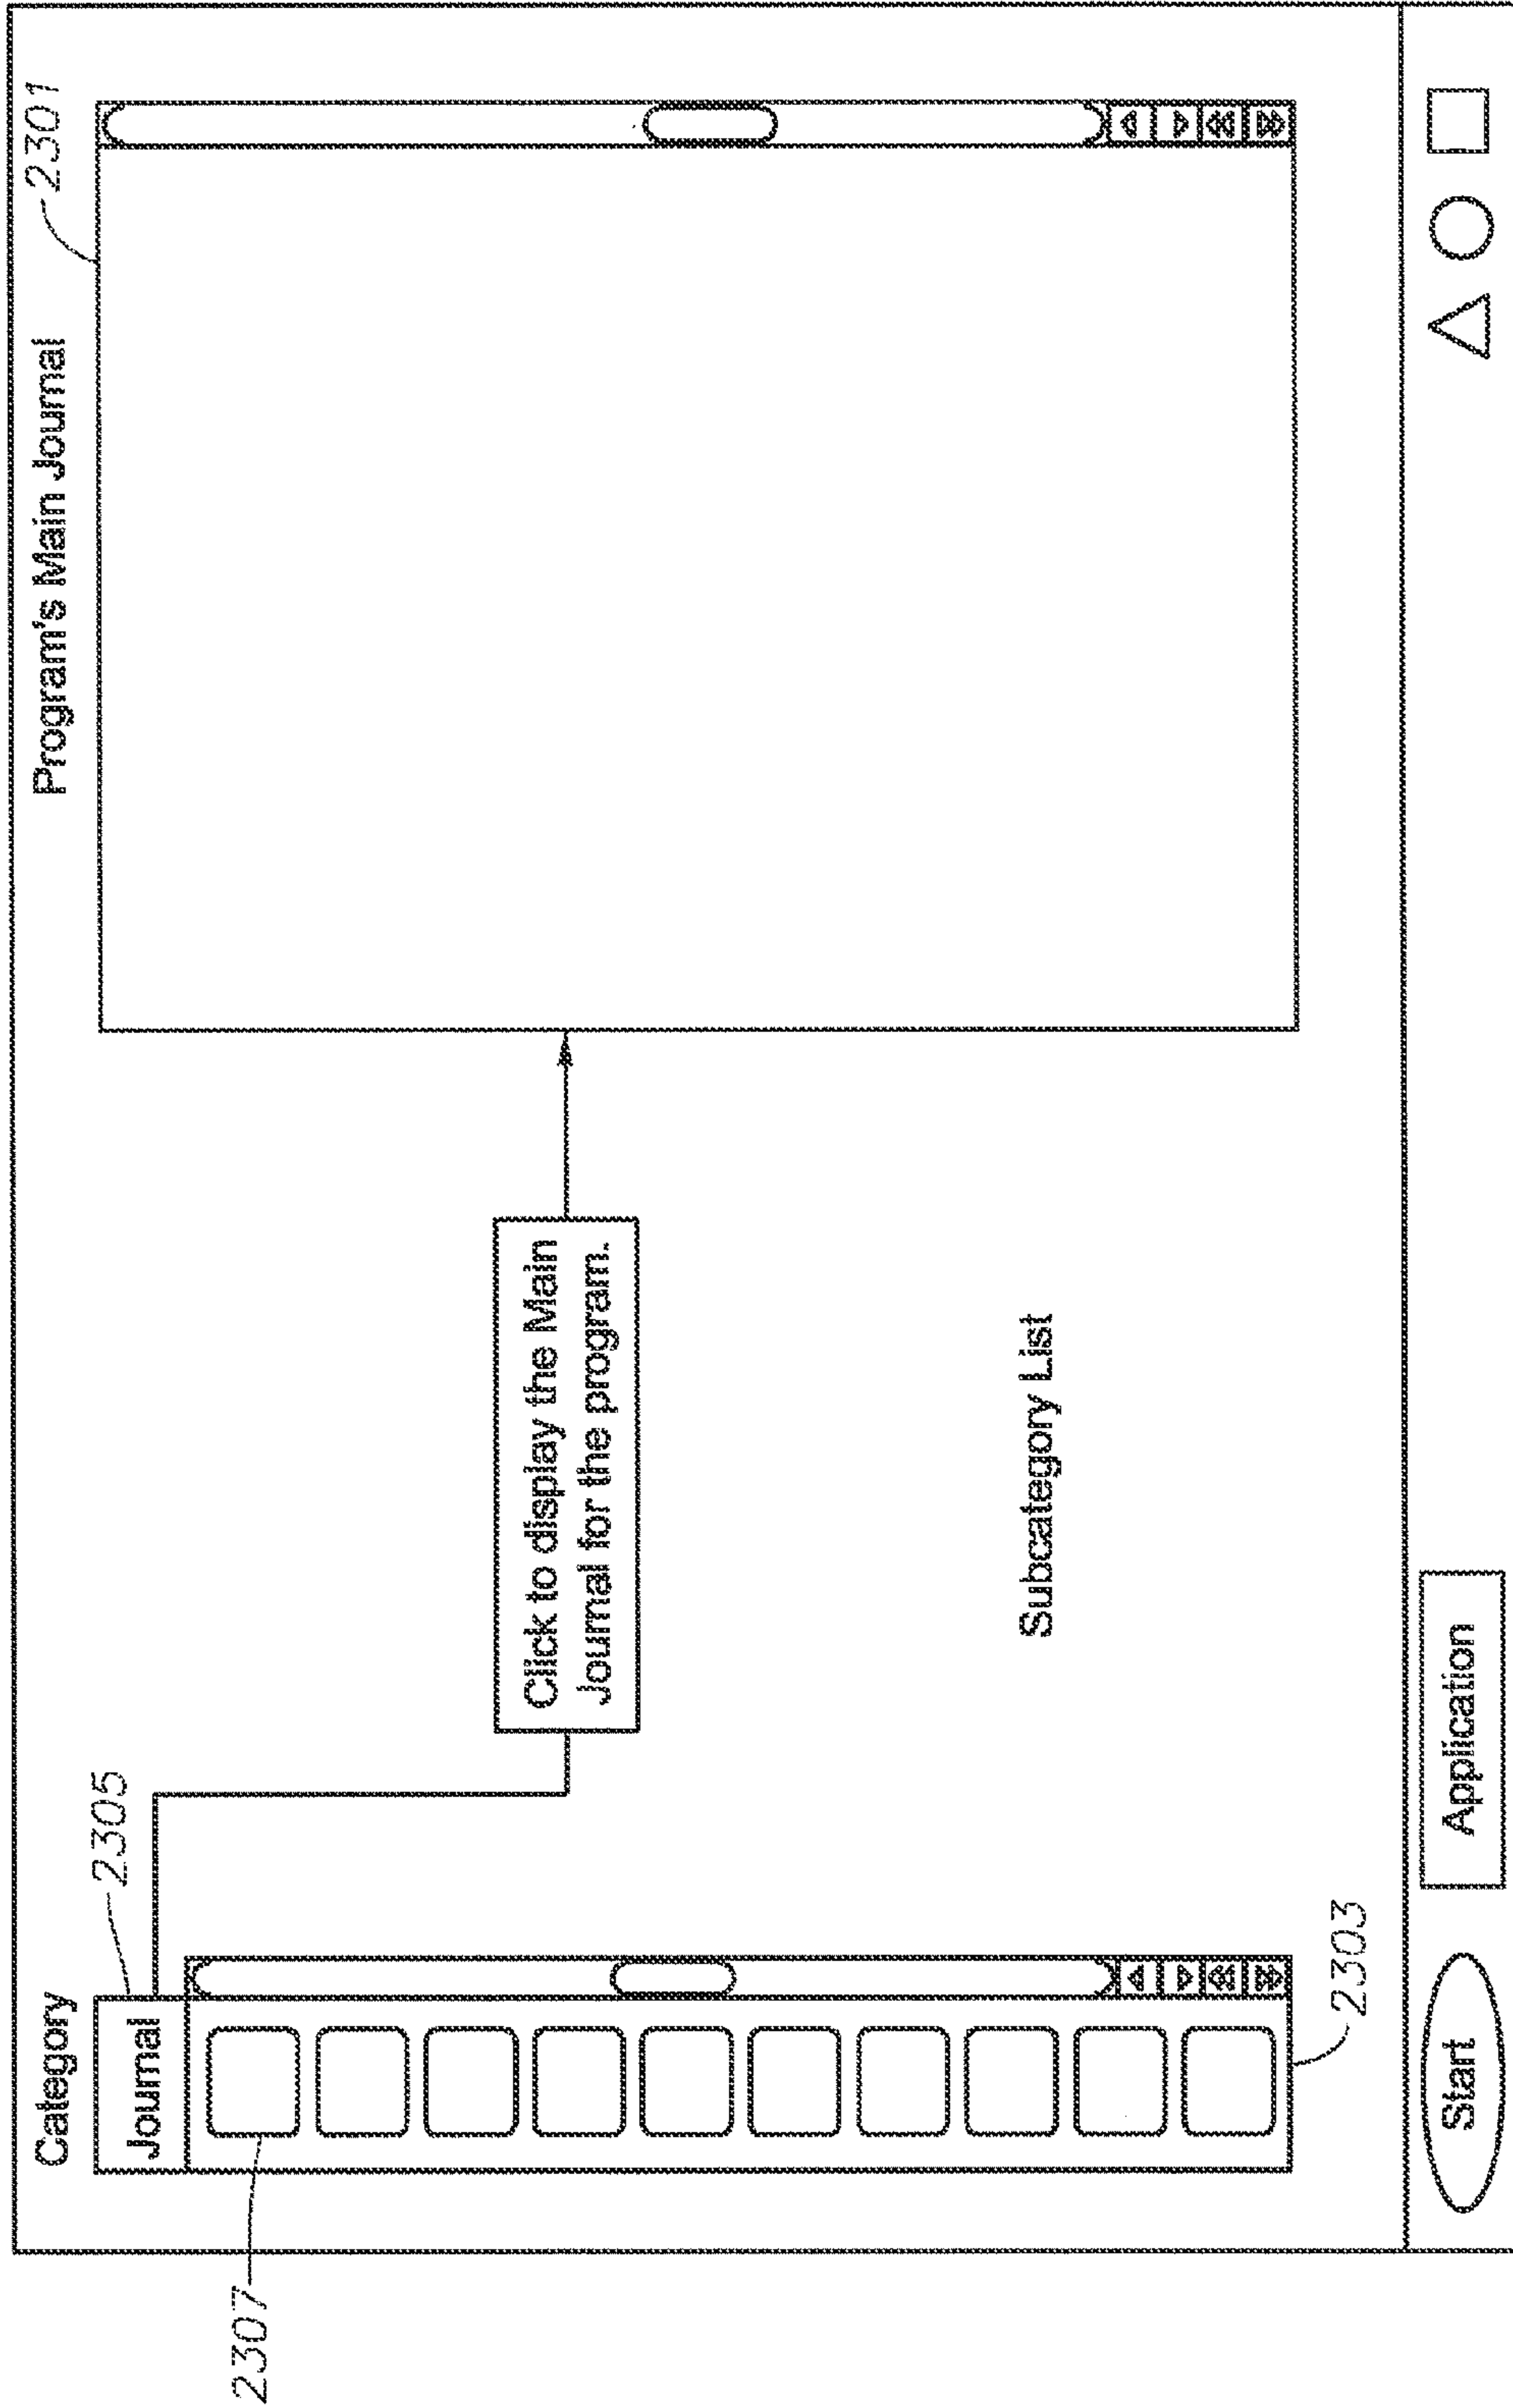 Category
Program's Main Journal
2301
2305
Journal
2307
Click to display the Main
Journal for the program.
Subcategory List
2303
Start
Application